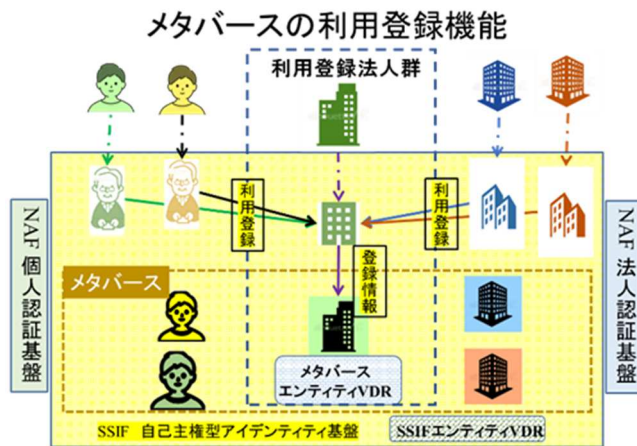 メタバースの利用登録機能
利用登録法人群
NAF 個人認証基盤
利用登録
利用登録
NAF 法人認証基盤
登録情報
メタバース
メタバース
エンティティVDR
SSIF 自己主権型アイデンティティ基盤
SSIFエンティティVDR